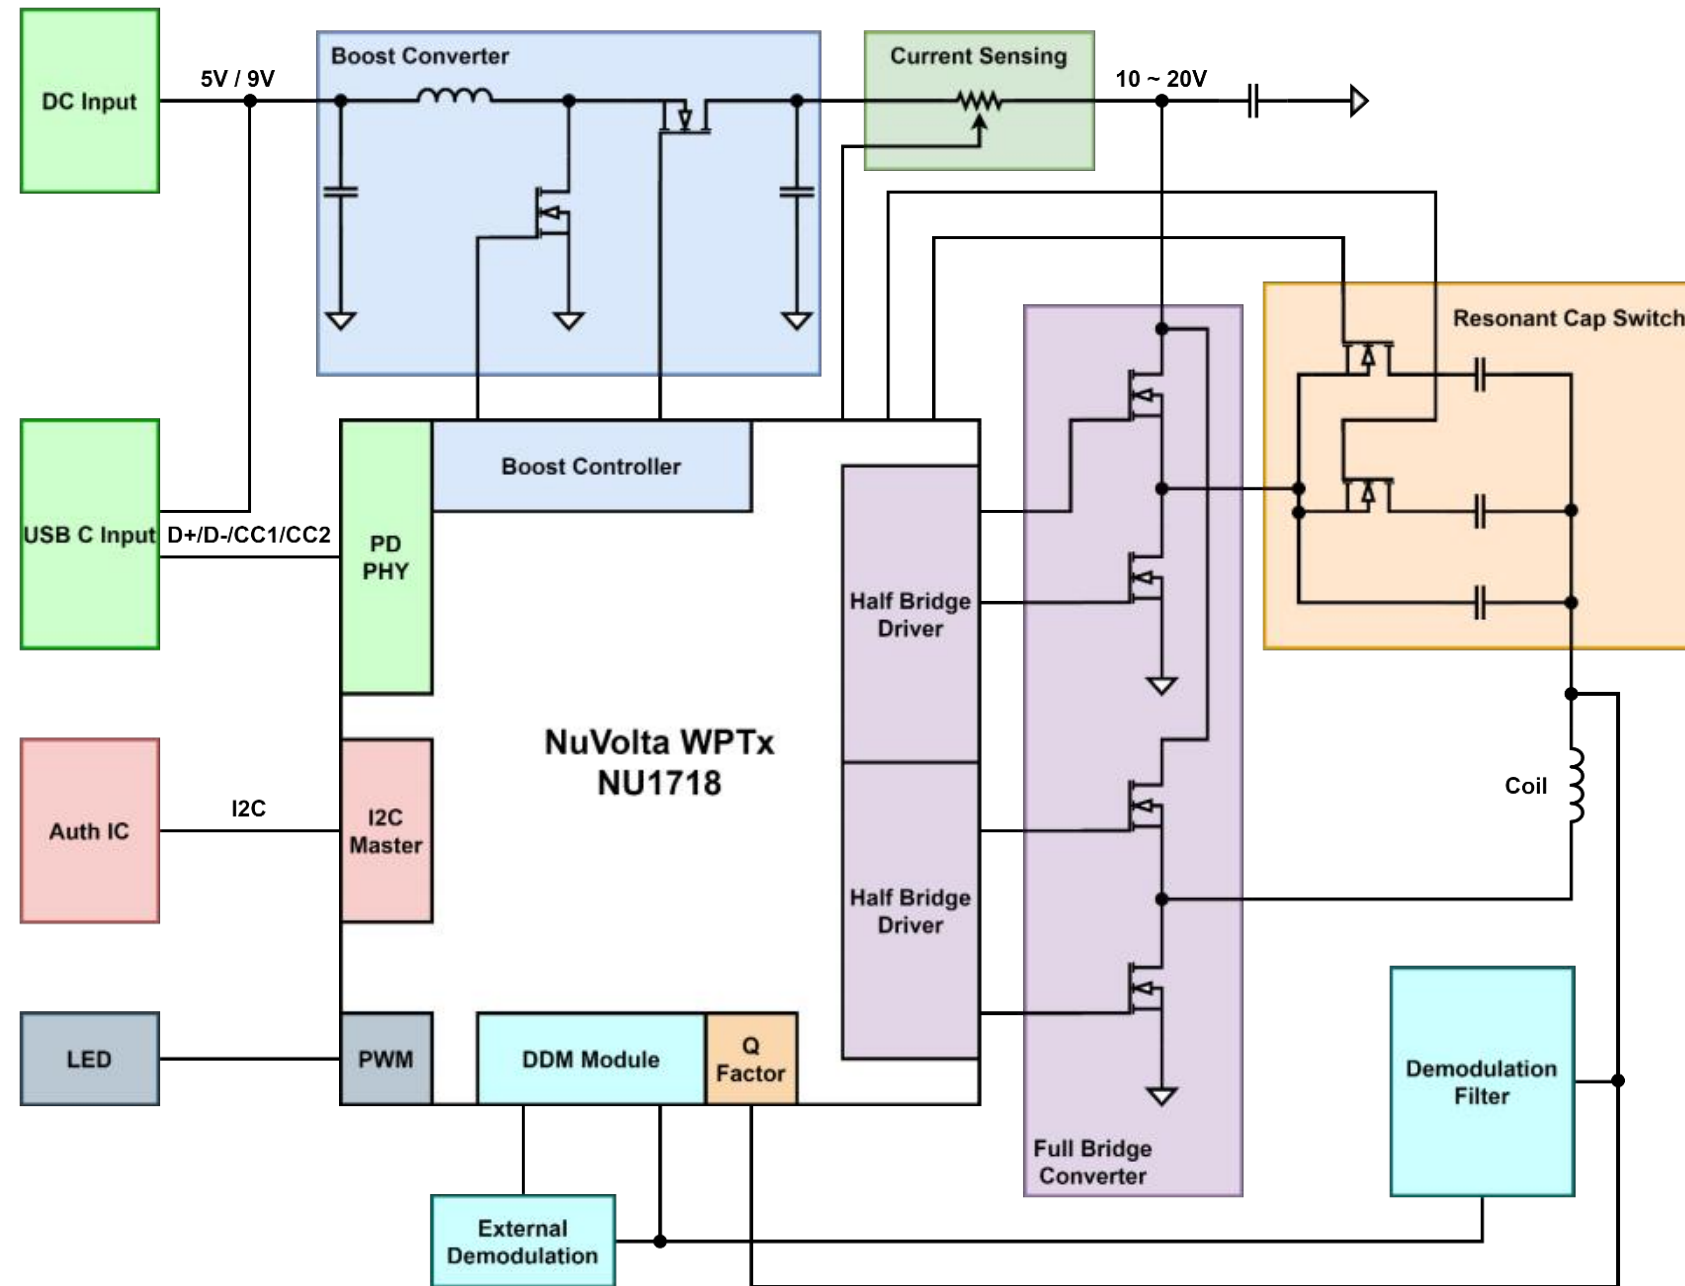 DC Input
5V / 9V
Boost Converter
Current Sensing
10 ~ 20V
Resonant Cap Switch
USB C Input
D+/D-/CC1/CC2
PD
PHY
Boost Controller
Half Bridge
Driver
NuVolta WPTx
NU1718
Auth IC
I2C
I2C
Master
Half Bridge
Driver
Coil
LED
PWM
DDM Module
Q
Factor
Full Bridge
Converter
Demodulation
Filter
External
Demodulation